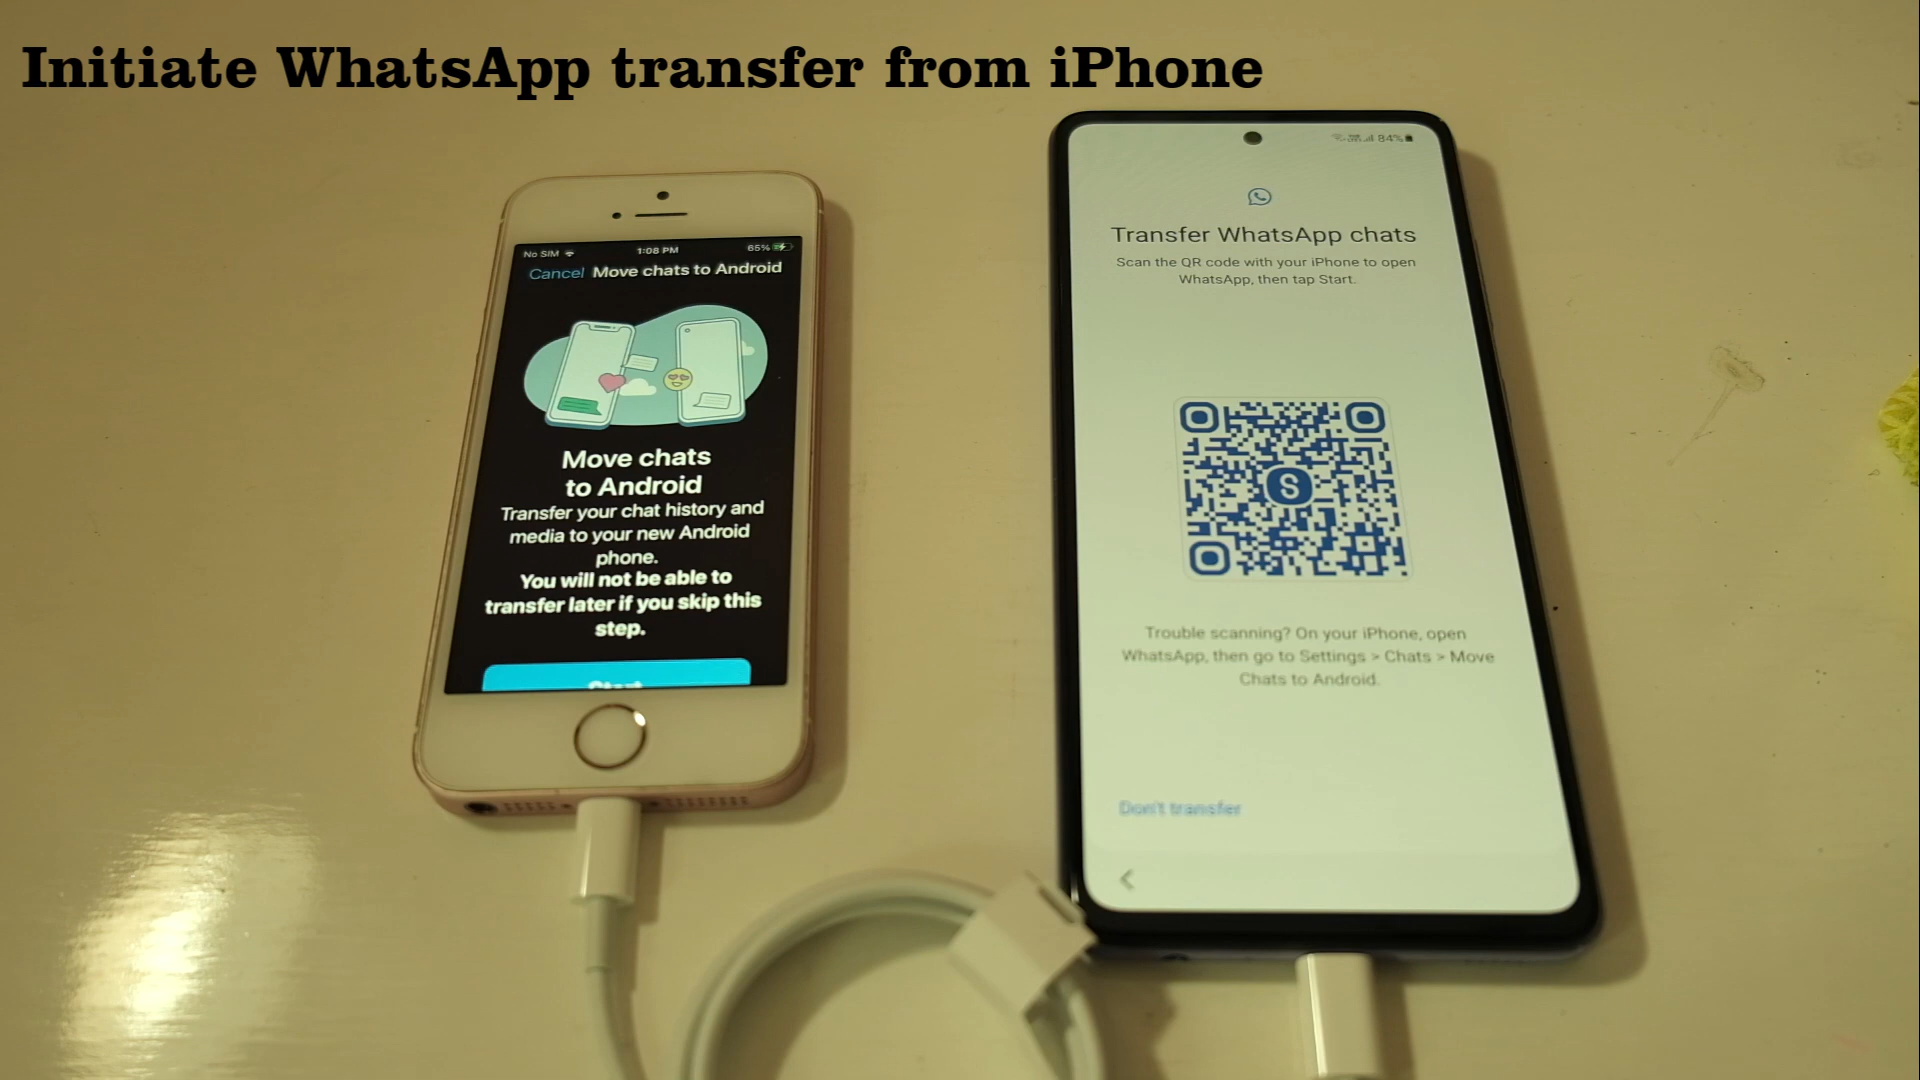 Initiate WhatsApp transfer from iPhone
No SIM 1:08 PM 65%
Cancel Move chats to Android
Move chats
to Android
Transfer your chat history and
media to your new Android
phone.
You will not be able to
transfer later if you skip this
step.
Start
84%
Transfer WhatsApp chats
Scan the QR code with your iPhone to open
WhatsApp, then tap Start.
S
Trouble scanning? On your iPhone, open
WhatsApp, then go to Settings > Chats > Move
Chats to Android.
Don't transfer